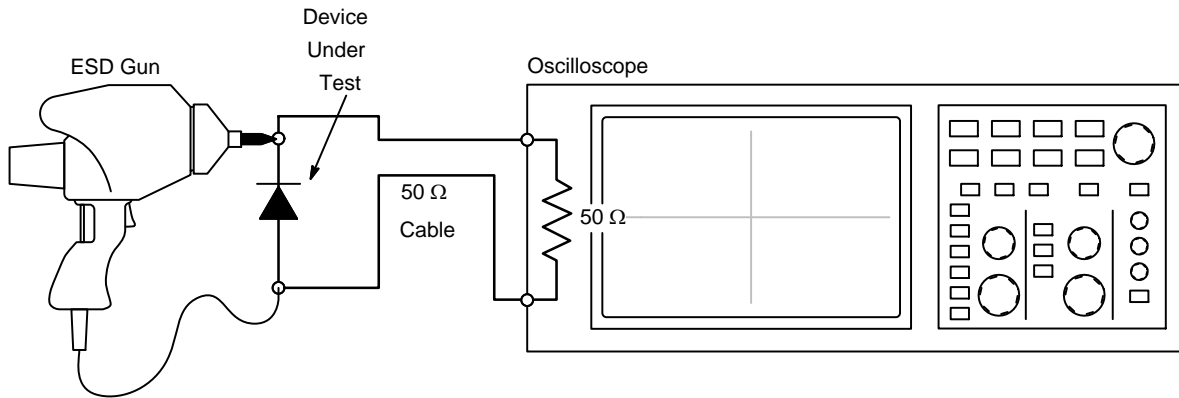 Device
Under
Test
ESD Gun
Oscilloscope
50 Ω
Cable
50 Ω